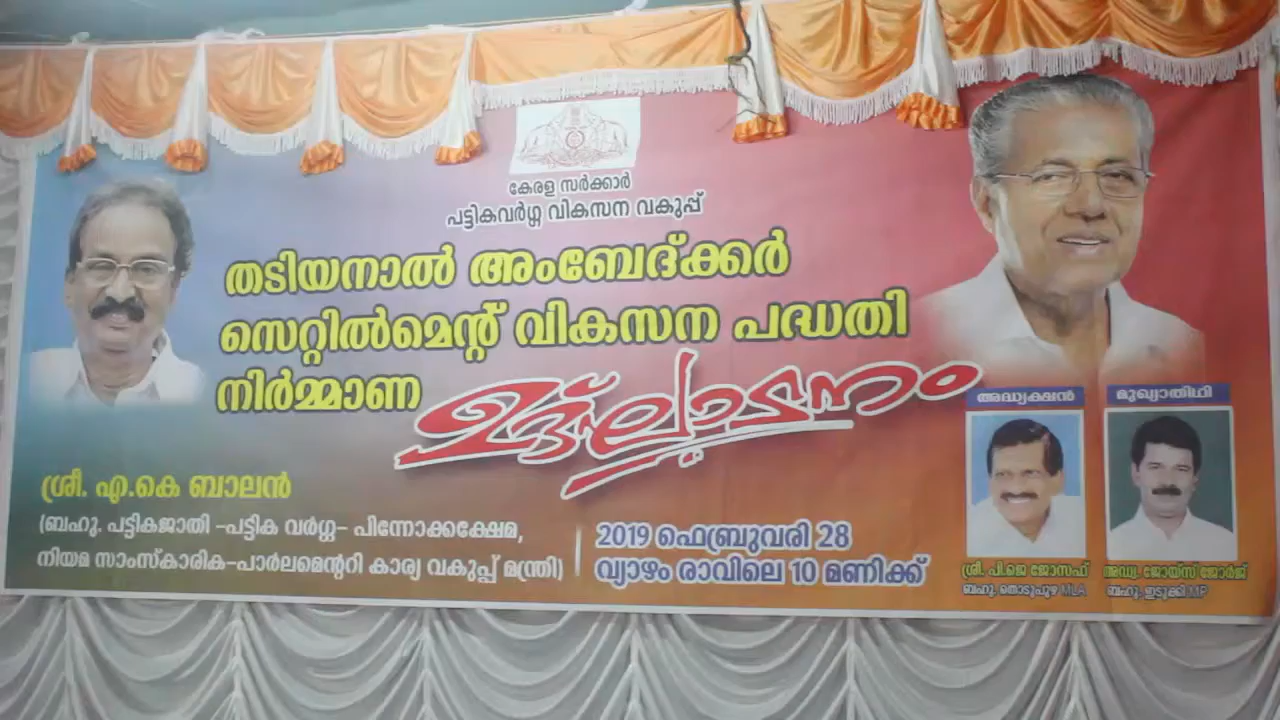 കേരള സർക്കാർ
പട്ടികവർഗ്ഗ വികസന വകുപ്പ്
തടിയനാൽ അംബേദ്ക്കർ
സെറ്റിൽമെന്റ് വികസന പദ്ധതി
നിർമ്മാണ ഉദ്ഘാടനം
ശ്രീ. എ.കെ ബാലൻ
(ബഹു. പട്ടികജാതി -പട്ടിക വർഗ്ഗ- പിന്നോക്കക്ഷേമ,
നിയമ സാംസ്കാരിക-പാർലമെന്ററി കാര്യ വകുപ്പ് മന്ത്രി)
2019 ഫെബ്രുവരി 28
വ്യാഴം രാവിലെ 10 മണിക്ക്
അദ്ധ്യക്ഷൻ
ശ്രീ. പി.ജെ ജോസഫ്
ബഹു. തൊടുപുഴ MLA
മുഖ്യാതിഥി
അഡ്വ. ജോയ്സ് ജോർജ്
ബഹു. ഇടുക്കി MP